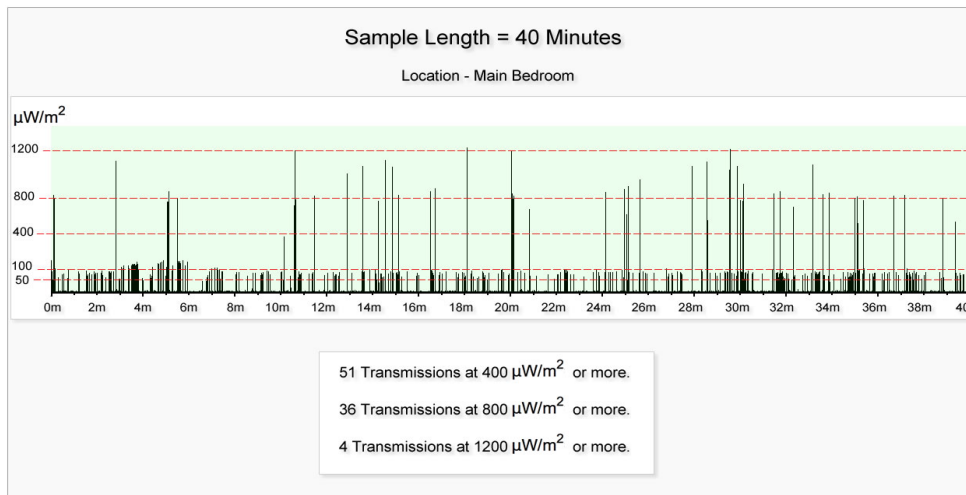 Sample Length = 40 Minutes
Location - Main Bedroom
µW/m²
1200
800
400
100
50
0m 2m 4m 6m 8m 10m 12m 14m 16m 18m 20m 22m 24m 26m 28m 30m 32m 34m 36m 38m 40
51 Transmissions at 400 µW/m² or more.
36 Transmissions at 800 µW/m² or more.
4 Transmissions at 1200 µW/m² or more.